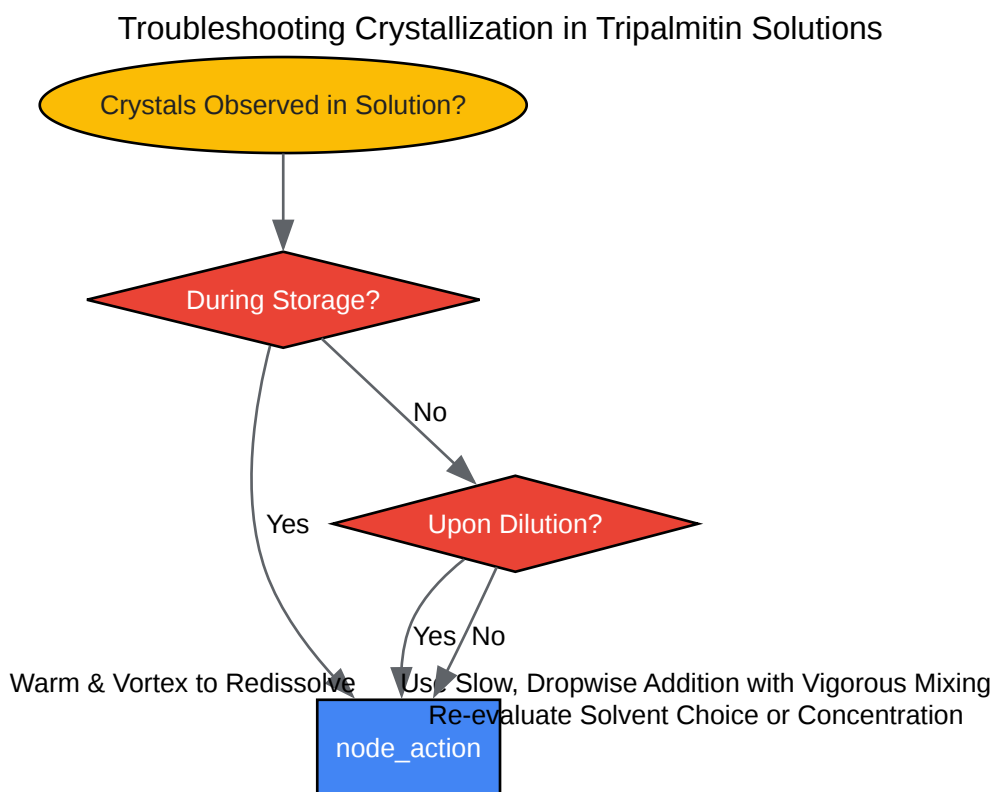 Troubleshooting Crystallization in Tripalmitin Solutions
Crystals Observed in Solution?
During Storage?
No
Yes
Upon Dilution?
Yes
No
Warm & Vortex to Redissolve
Use Slow, Dropwise Addition with Vigorous Mixing
Re-evaluate Solvent Choice or Concentration
node_action